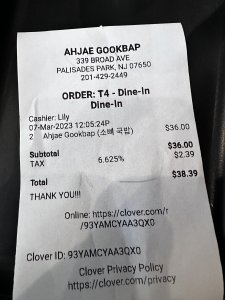 AHJAE GOOKBAP
339 BROAD AVE
PALISADES PARK, NJ 07650
201-429-2449
ORDER: T4 - Dine-In
Dine-In
Cashier: Lily
07-Mar-2023 12:05:24P
2 Ahjae Gookbap (소뼈 국밥) $36.00
Subtotal $36.00
TAX 6.625% $2.39
Total $38.39
THANK YOU!!!
Online: https://clover.com/r
/93YAMCYAA3QX0
Clover ID: 93YAMCYAA3QX0
Clover Privacy Policy
https://clover.com/privacy